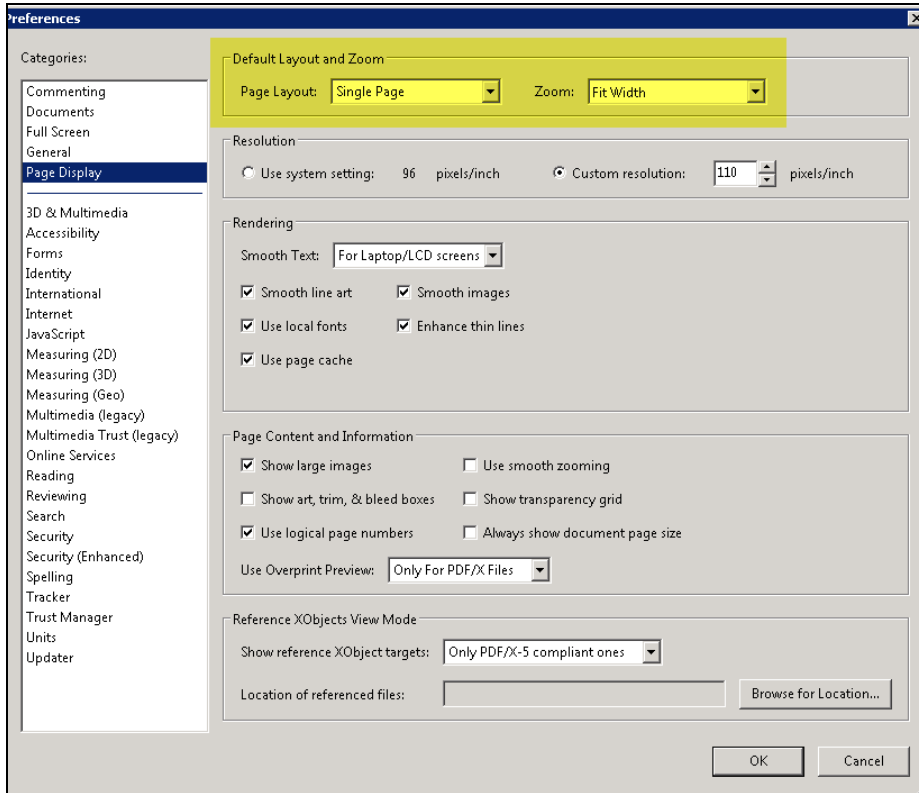 Preferences
Categories:
Commenting
Documents
Full Screen
General
Page Display
3D & Multimedia
Accessibility
Forms
Identity
International
Internet
JavaScript
Measuring (2D)
Measuring (3D)
Measuring (Geo)
Multimedia (legacy)
Multimedia Trust (legacy)
Online Services
Reading
Reviewing
Search
Security
Security (Enhanced)
Spelling
Tracker
Trust Manager
Units
Updater
Default Layout and Zoom
Page Layout: Single Page Zoom: Fit Width
Resolution
Use system setting: 96 pixels/inch Custom resolution: 110 pixels/inch
Rendering
Smooth Text: For Laptop/LCD screens
Smooth line art Smooth images
Use local fonts Enhance thin lines
Use page cache
Page Content and Information
Show large images Use smooth zooming
Show art, trim, & bleed boxes Show transparency grid
Use logical page numbers Always show document page size
Use Overprint Preview: Only For PDF/X Files
Reference XObjects View Mode
Show reference XObject targets: Only PDF/X-5 compliant ones
Location of referenced files: Browse for Location...
OK Cancel